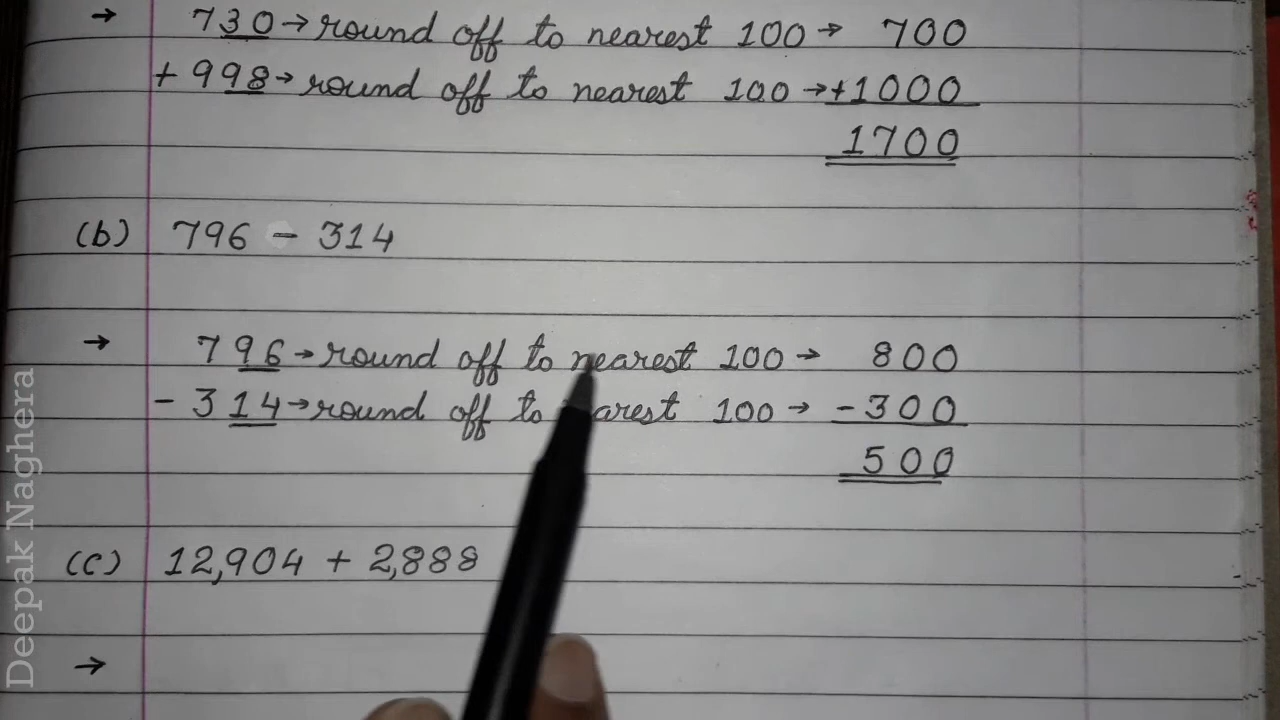 → 730→round off to nearest 100→ 700
+ 998→round off to nearest 100→+1000
1700
(b) 796 - 314
→ 796→round off to nearest 100→ 800
- 314→round off to arest 100→ -300
500
(c) 12,904 + 2,888
→
Deepak Naghera